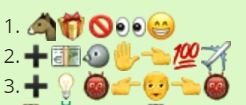 1. 🐴🎁🚫👀😁
2. ➕💵🐦✋👈💯✈️
3. ➕💡👹👉👨👈👹